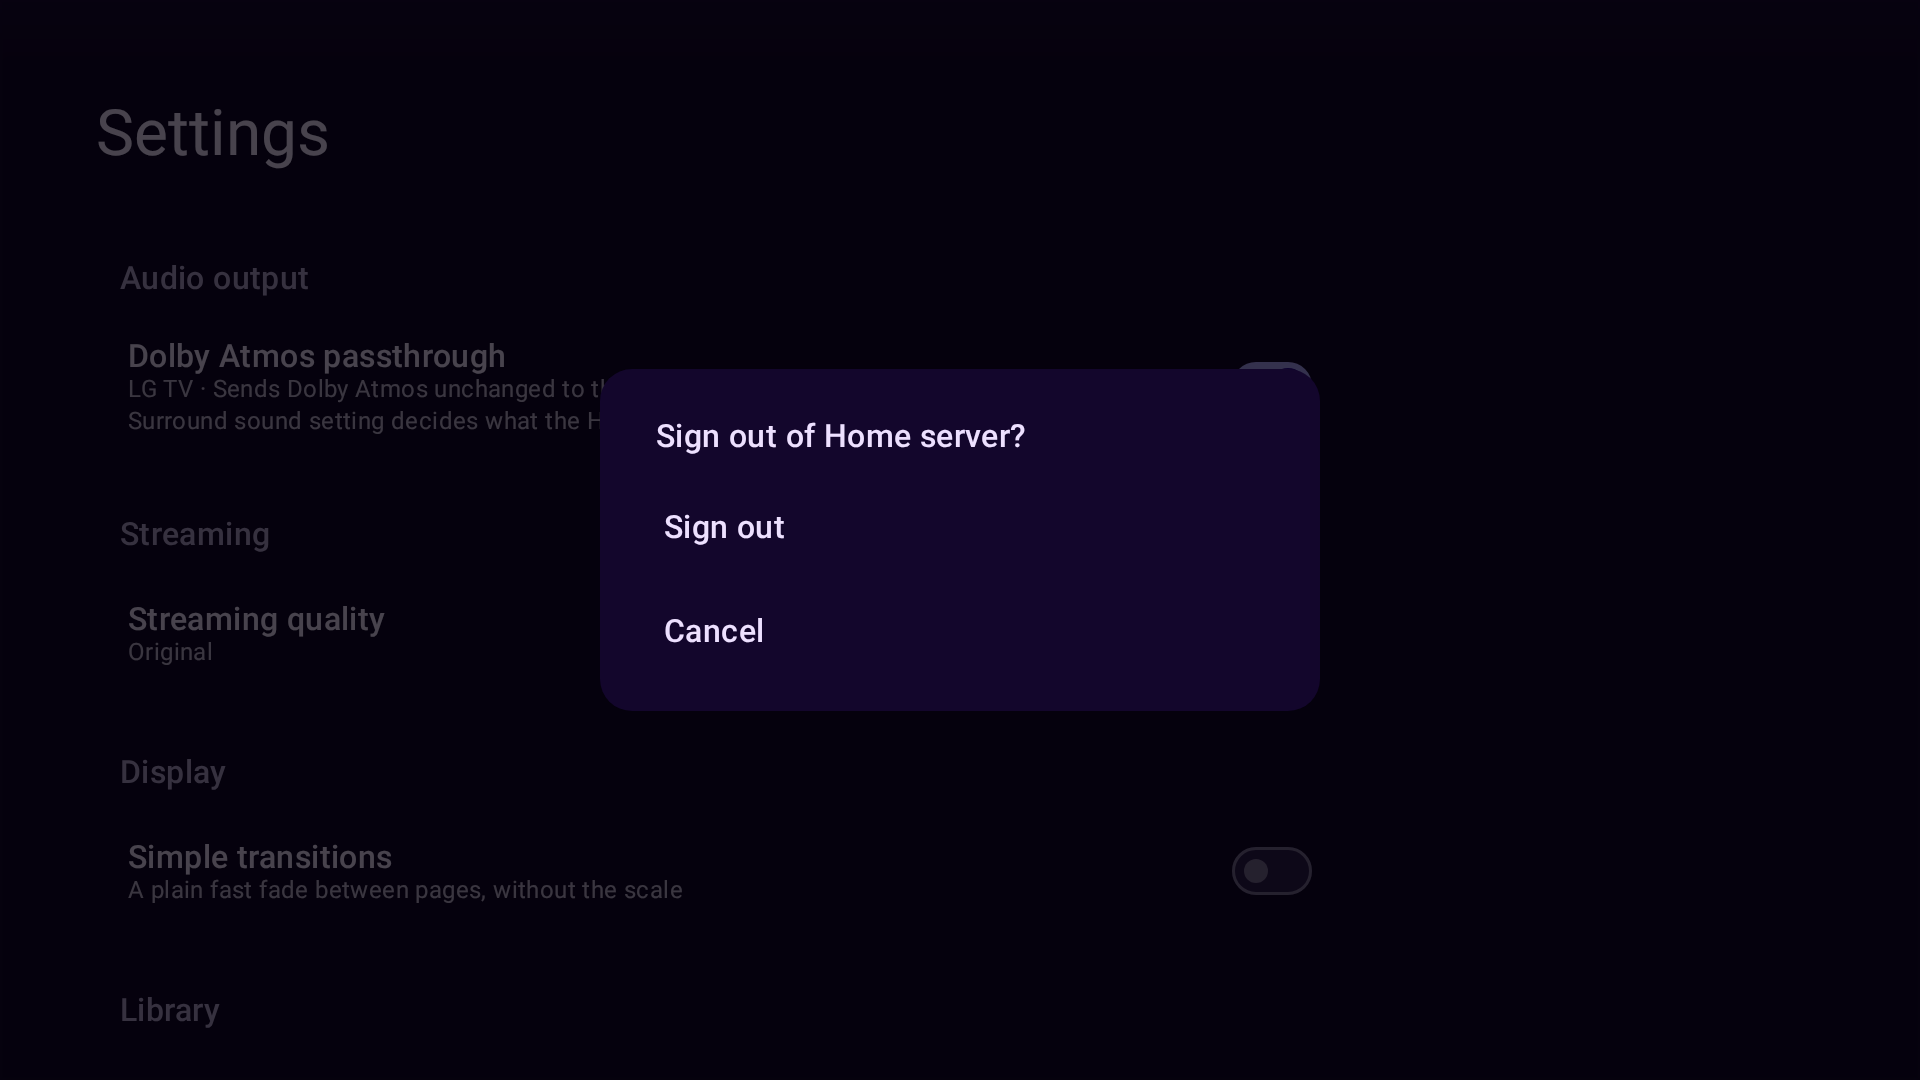 Settings
Audio output
Dolby Atmos passthrough
LG TV · Sends Dolby Atmos unchanged to
Surround sound setting decides what the
Sign out of Home server?
Sign out
Cancel
Streaming
Streaming quality
Original
Display
Simple transitions
A plain fast fade between pages, without the scale
Library